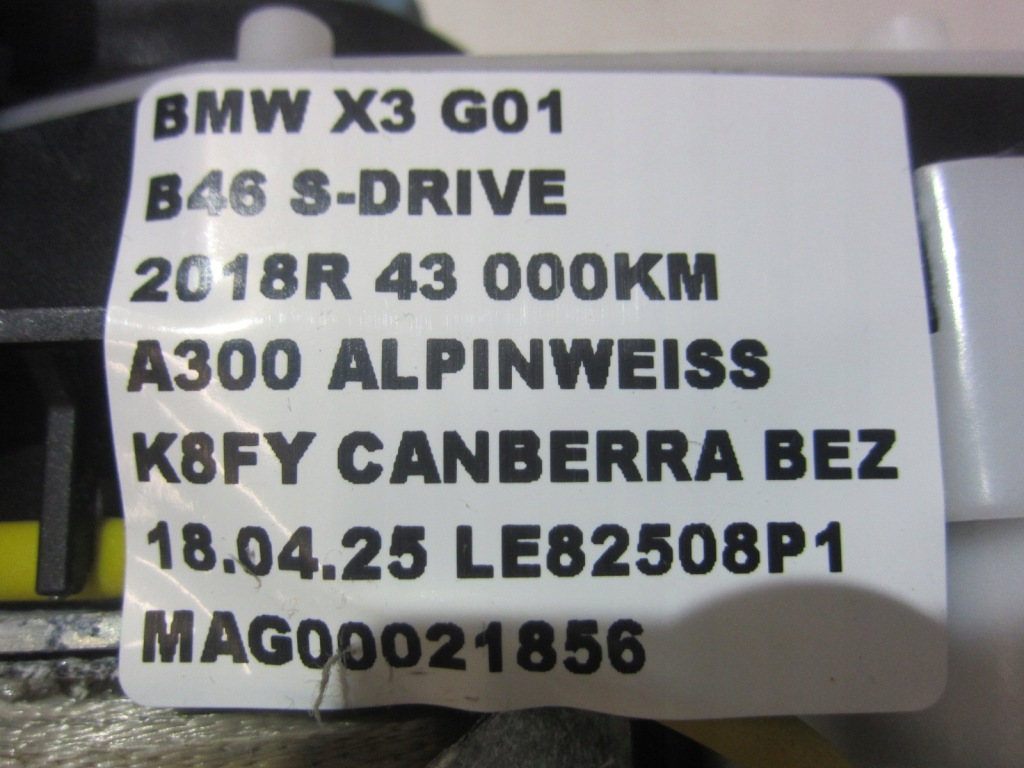 BMW X3 G01
B46 S-DRIVE
2018R 43 000KM
A300 ALPINWEISS
K8FY CANBERRA BEZ
18.04.25 LE82508P1
MAG00021856